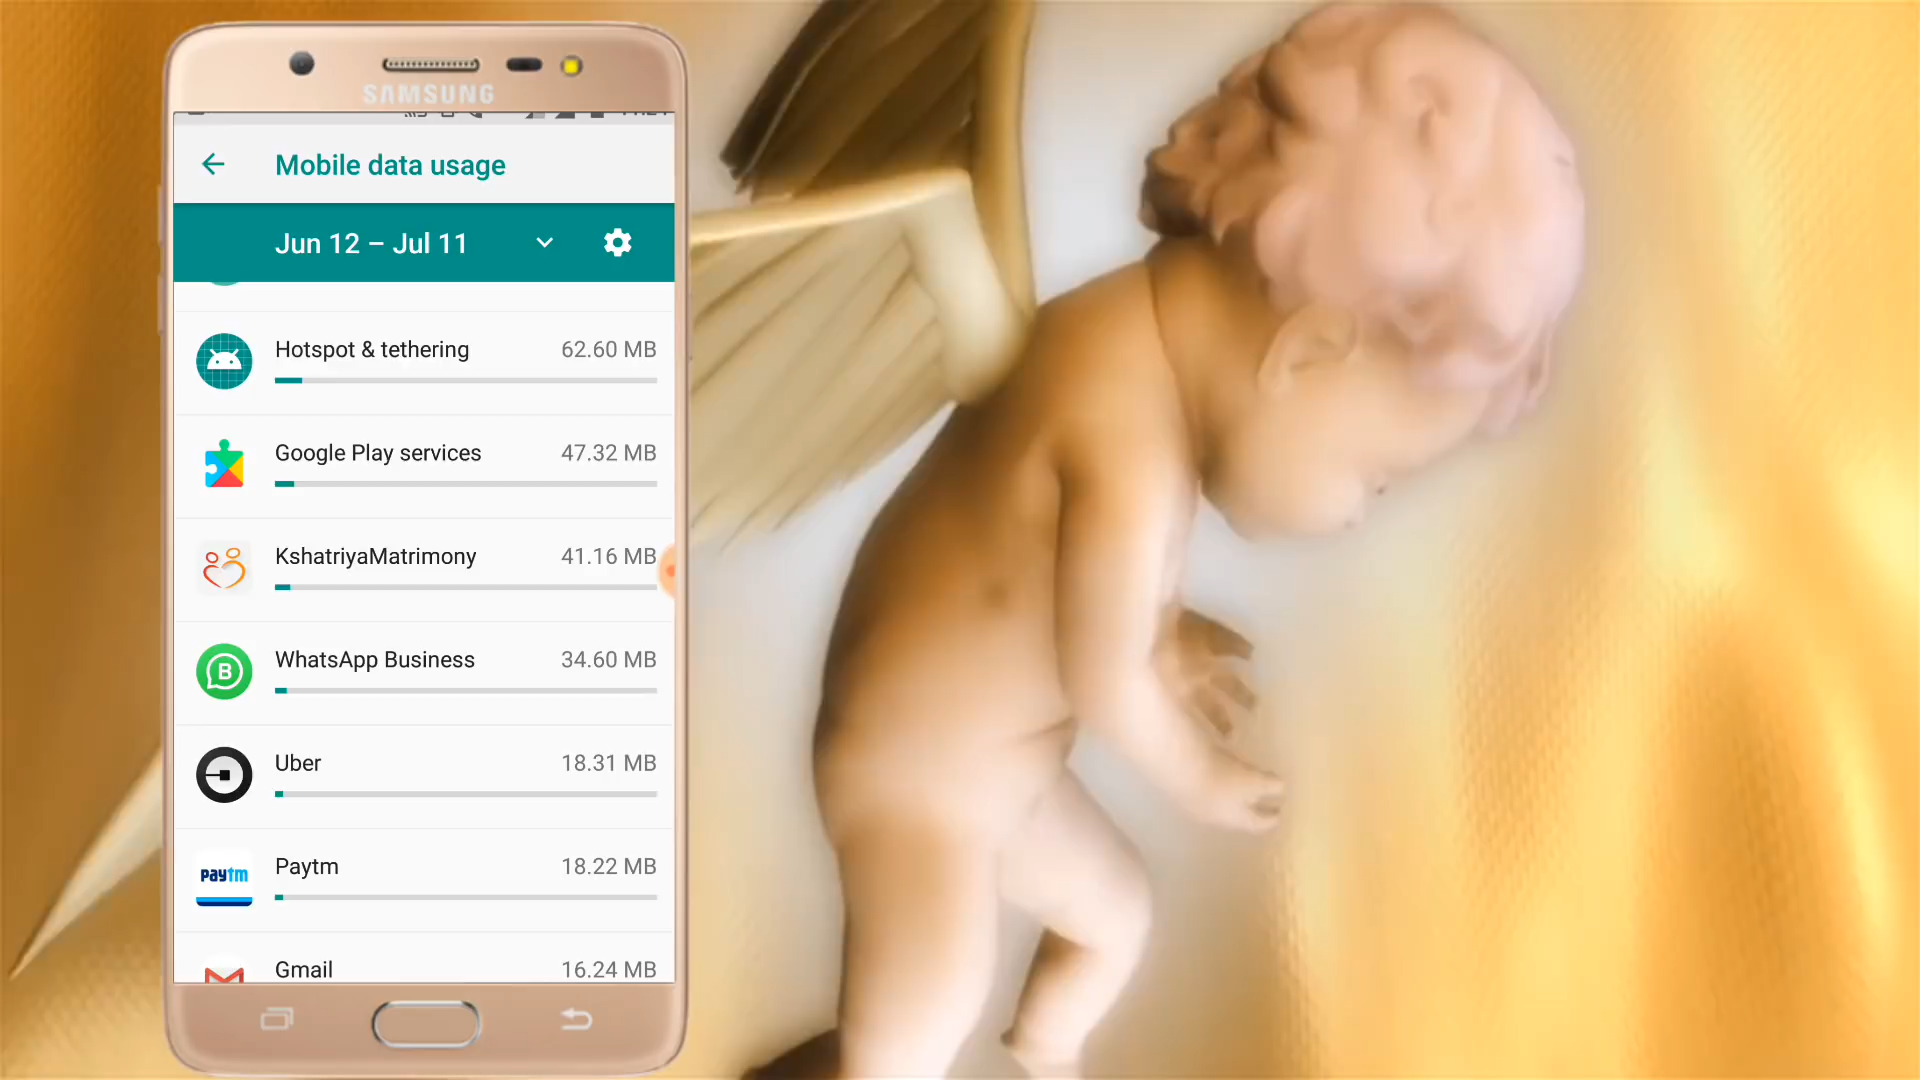 SAMSUNG
Mobile data usage
Jun 12 – Jul 11
Hotspot & tethering 62.60 MB
Google Play services 47.32 MB
KshatriyaMatrimony 41.16 MB
WhatsApp Business 34.60 MB
B
Uber 18.31 MB
Paytm 18.22 MB
paytm
Gmail 16.24 MB